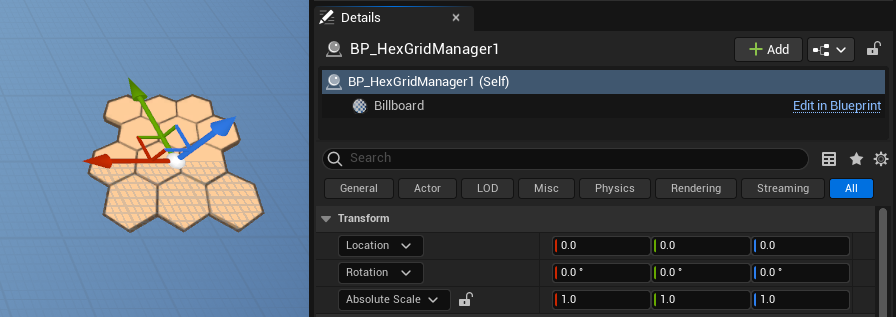 Details
BP_HexGridManager1
Add
BP_HexGridManager1 (Self)
Billboard
Edit in Blueprint
Search
General Actor LOD Misc Physics Rendering Streaming All
Transform
Location 0.0 0.0 0.0
Rotation 0.0 ° 0.0 ° 0.0 °
Absolute Scale 1.0 1.0 1.0